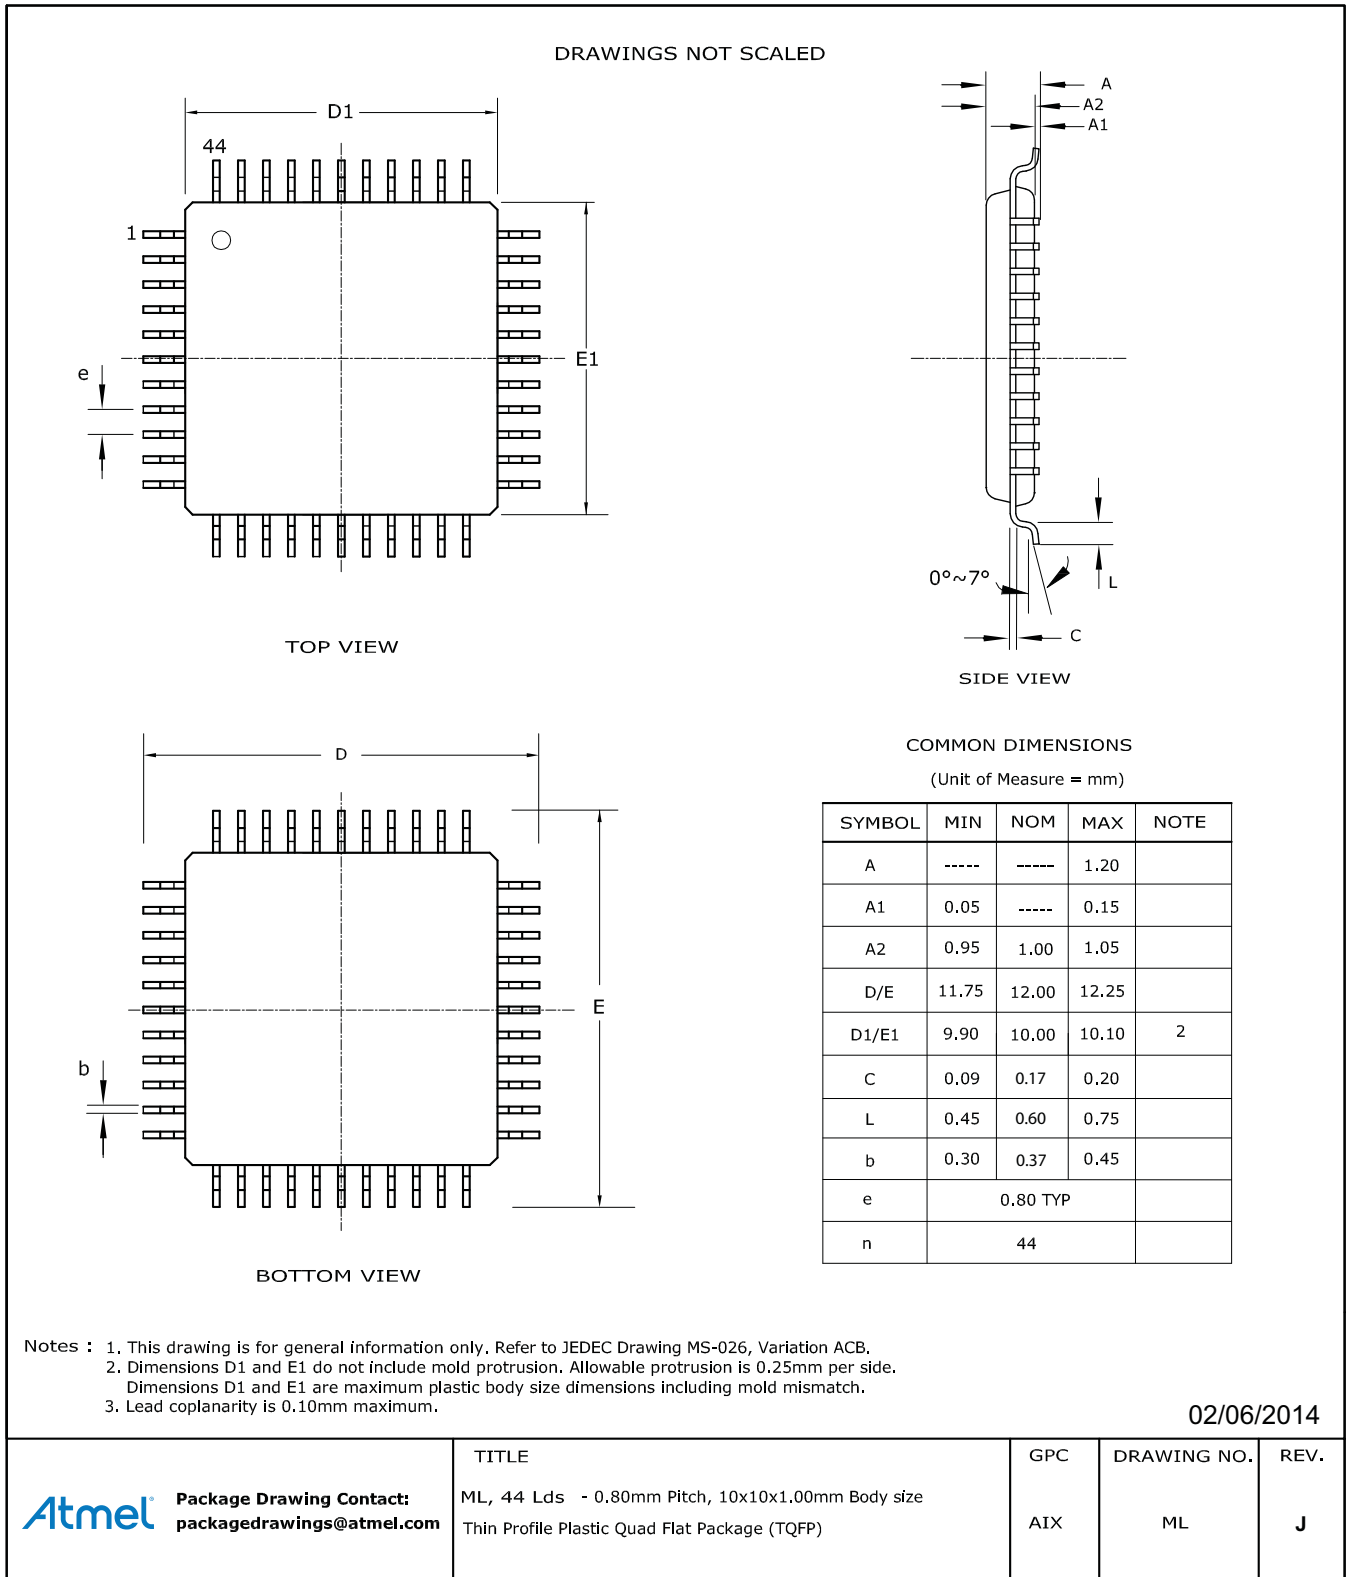 DRAWINGS NOT SCALED
D1
44
1
e
E1
TOP VIEW
A
A2
A1
0°~7°
L
C
SIDE VIEW
D
E
b
BOTTOM VIEW
COMMON DIMENSIONS
(Unit of Measure = mm)
SYMBOL MIN NOM MAX NOTE
A ----- ----- 1.20
A1 0.05 ----- 0.15
A2 0.95 1.00 1.05
D/E 11.75 12.00 12.25
D1/E1 9.90 10.00 10.10 2
C 0.09 0.17 0.20
L 0.45 0.60 0.75
b 0.30 0.37 0.45
e 0.80 TYP
n 44
Notes : 1. This drawing is for general information only. Refer to JEDEC Drawing MS-026, Variation ACB.
2. Dimensions D1 and E1 do not include mold protrusion. Allowable protrusion is 0.25mm per side.
Dimensions D1 and E1 are maximum plastic body size dimensions including mold mismatch.
3. Lead coplanarity is 0.10mm maximum.
02/06/2014
Atmel
Package Drawing Contact:
packagedrawings@atmel.com
TITLE
ML, 44 Lds - 0.80mm Pitch, 10x10x1.00mm Body size
Thin Profile Plastic Quad Flat Package (TQFP)
GPC
AIX
DRAWING NO.
ML
REV.
J